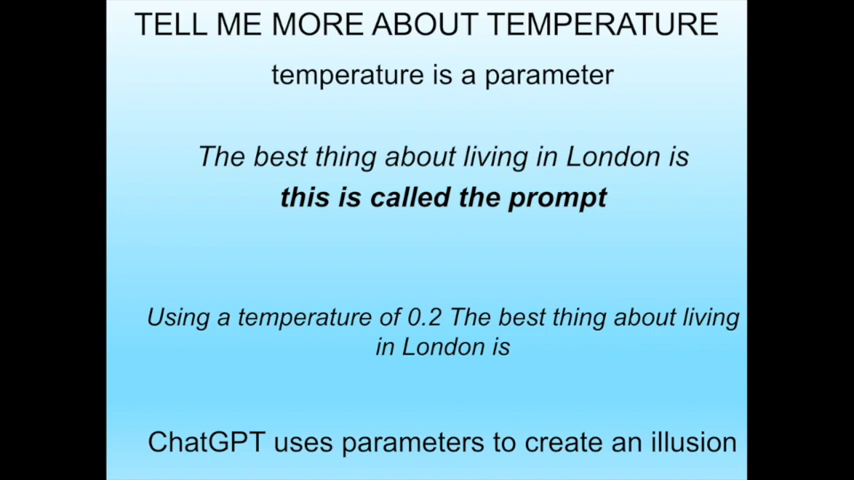 TELL ME MORE ABOUT TEMPERATURE
temperature is a parameter
The best thing about living in London is
this is called the prompt
Using a temperature of 0.2 The best thing about living
in London is
ChatGPT uses parameters to create an illusion